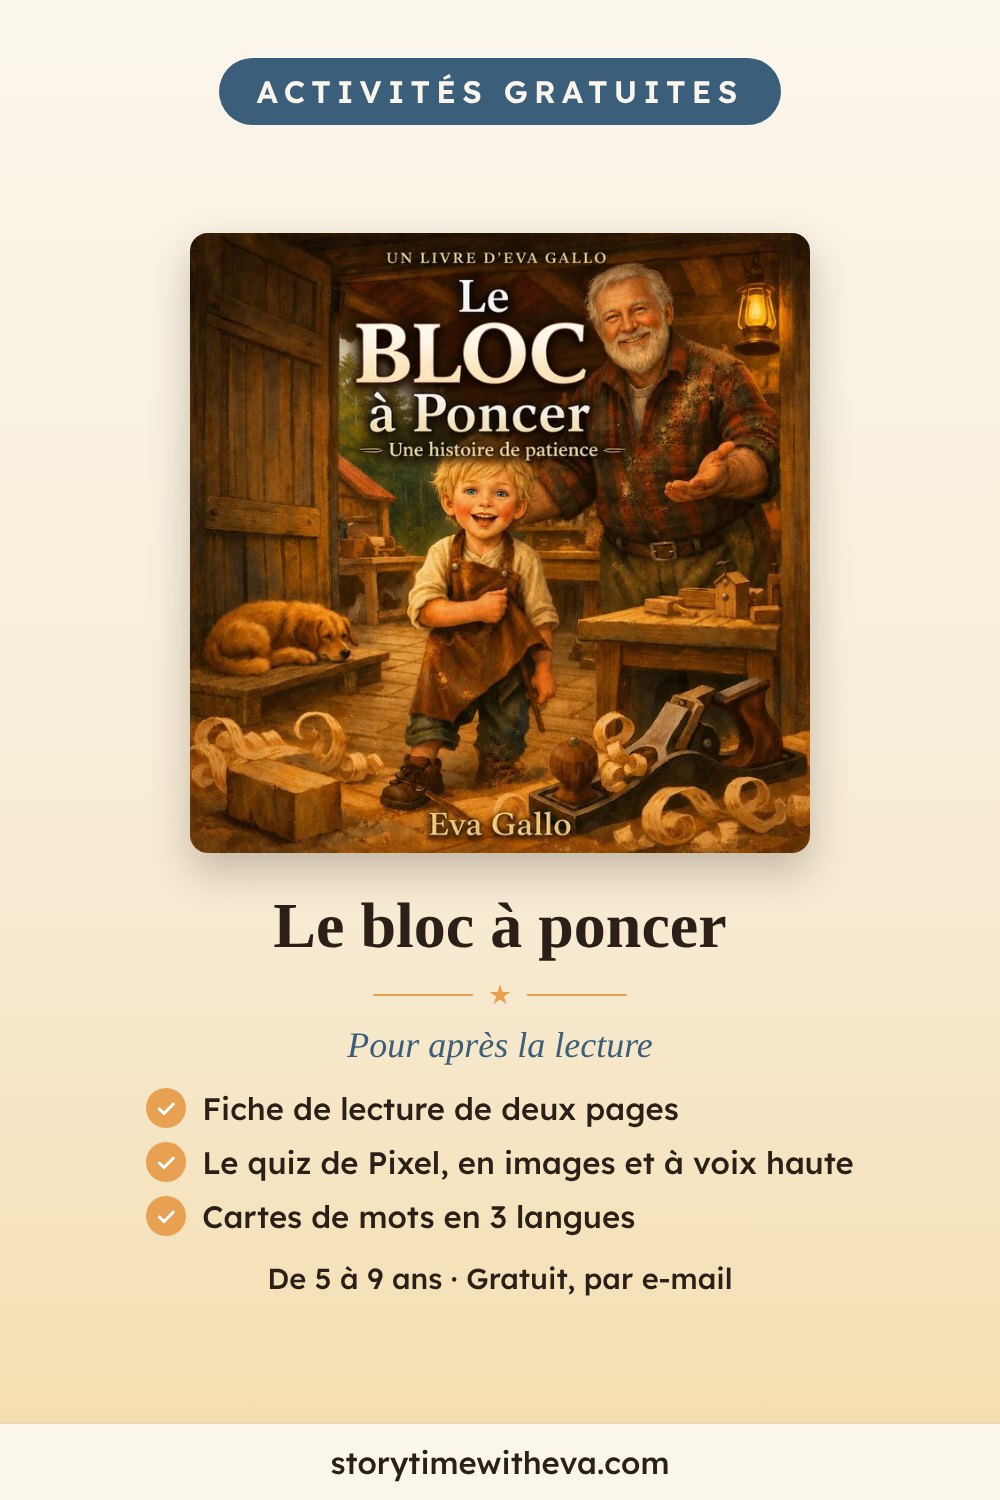 ACTIVITÉS GRATUITES
UN LIVRE D'EVA GALLO
Le
BLOC
à Poncer
Une histoire de patience
Eva Gallo
Le bloc à poncer
Pour après la lecture
Fiche de lecture de deux pages
Le quiz de Pixel, en images et à voix haute
Cartes de mots en 3 langues
De 5 à 9 ans · Gratuit, par e-mail
storytimewitheva.com